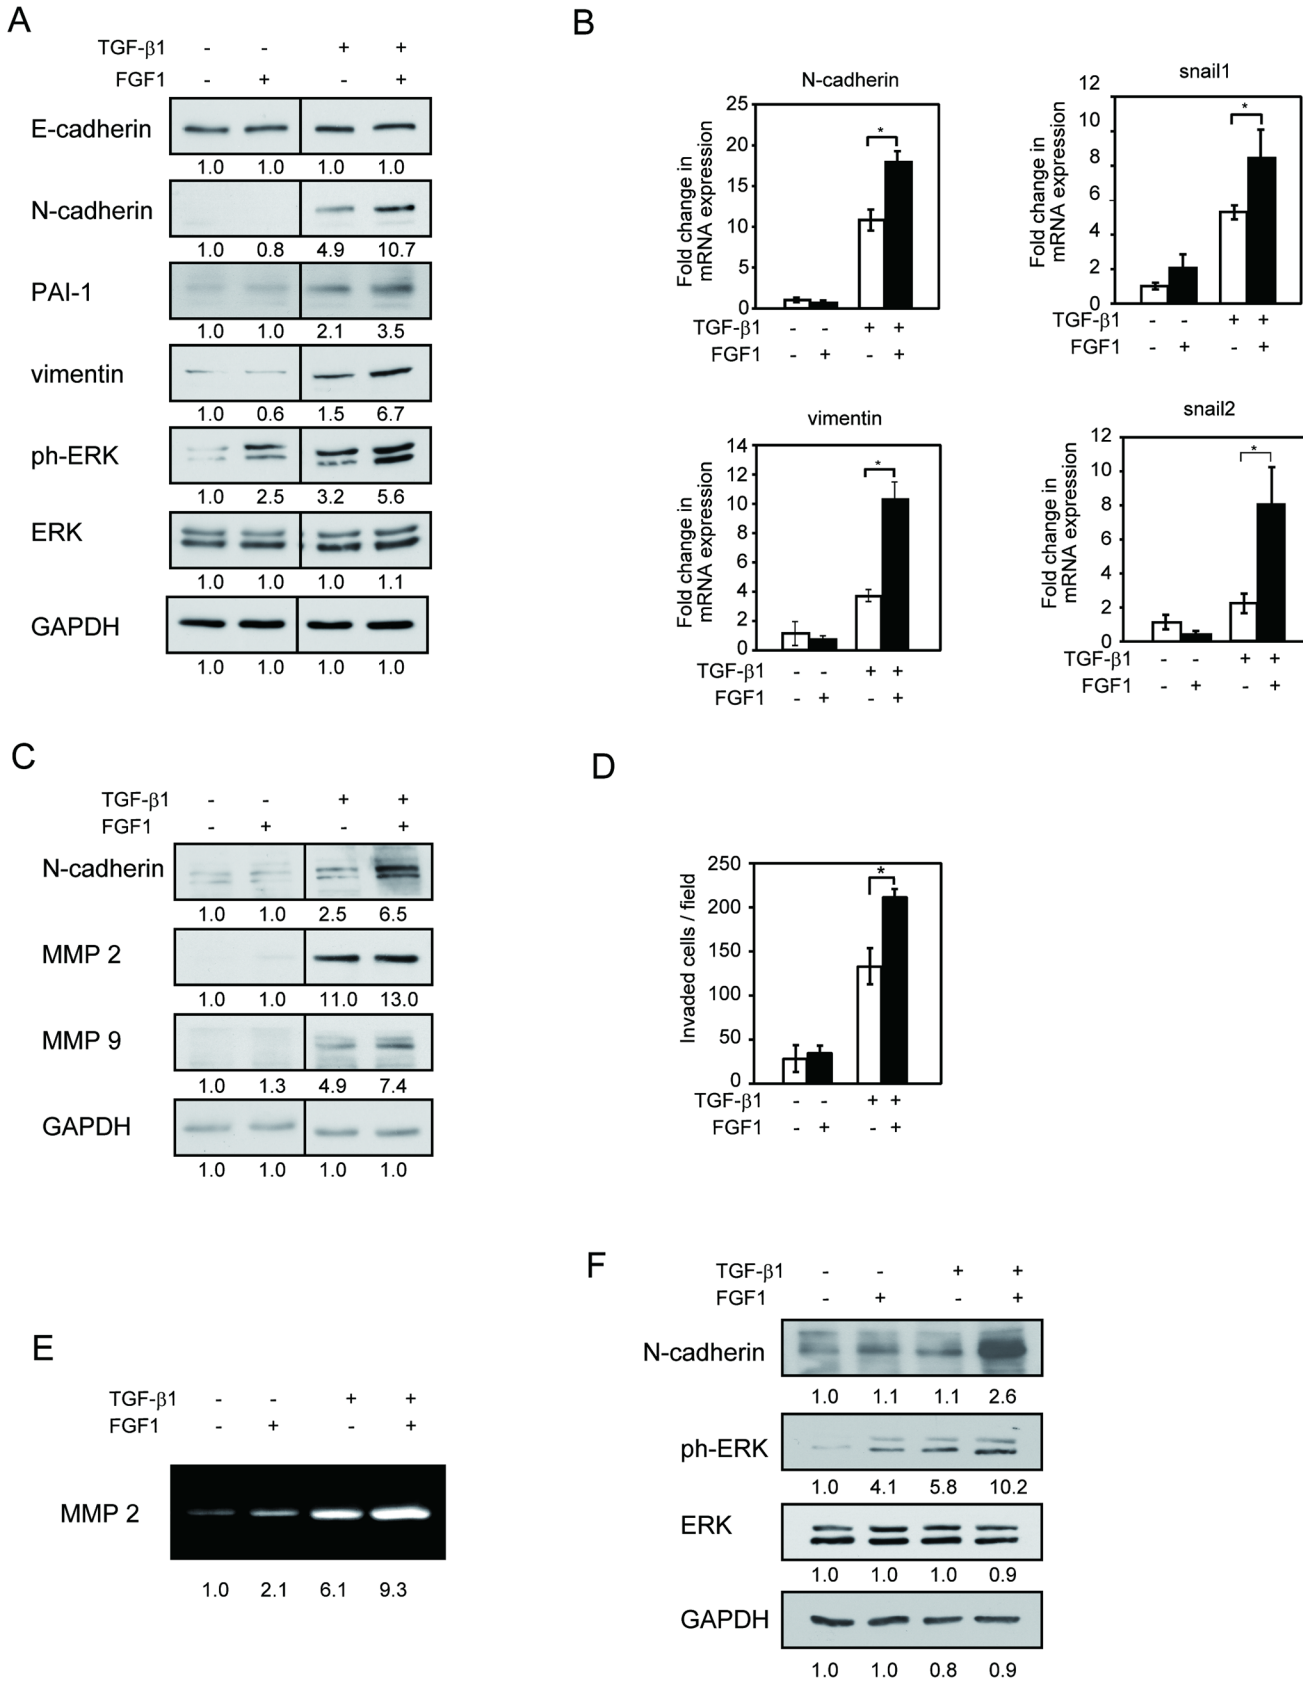 A
TGF-β1 - - + +
FGF1 - + - +
E-cadherin
1.0 1.0 1.0 1.0
N-cadherin
1.0 0.8 4.9 10.7
PAI-1
1.0 1.0 2.1 3.5
vimentin
1.0 0.6 1.5 6.7
ph-ERK
1.0 2.5 3.2 5.6
ERK
1.0 1.0 1.0 1.1
GAPDH
1.0 1.0 1.0 1.0
B
N-cadherin
Fold change in
mRNA expression
25
20
15
10
5
0
*
TGF-β1 - - + +
FGF1 - + - +
snail1
Fold change in
mRNA expression
12
10
8
6
4
2
0
*
TGF-β1 - - + +
FGF1 - + - +
vimentin
Fold change in
mRNA expression
14
12
10
8
6
4
2
0
*
TGF-β1 - - + +
FGF1 - + - +
snail2
Fold change in
mRNA expression
12
10
8
6
4
2
0
*
TGF-β1 - - + +
FGF1 - + - +
C
TGF-β1 - - + +
FGF1 - + - +
N-cadherin
1.0 1.0 2.5 6.5
MMP 2
1.0 1.0 11.0 13.0
MMP 9
1.0 1.3 4.9 7.4
GAPDH
1.0 1.0 1.0 1.0
D
Invaded cells / field
250
200
150
100
50
0
*
TGF-β1 - - + +
FGF1 - + - +
E
TGF-β1 - - + +
FGF1 - + - +
MMP 2
1.0 2.1 6.1 9.3
F
TGF-β1 - - + +
FGF1 - + - +
N-cadherin
1.0 1.1 1.1 2.6
ph-ERK
1.0 4.1 5.8 10.2
ERK
1.0 1.0 1.0 0.9
GAPDH
1.0 1.0 0.8 0.9